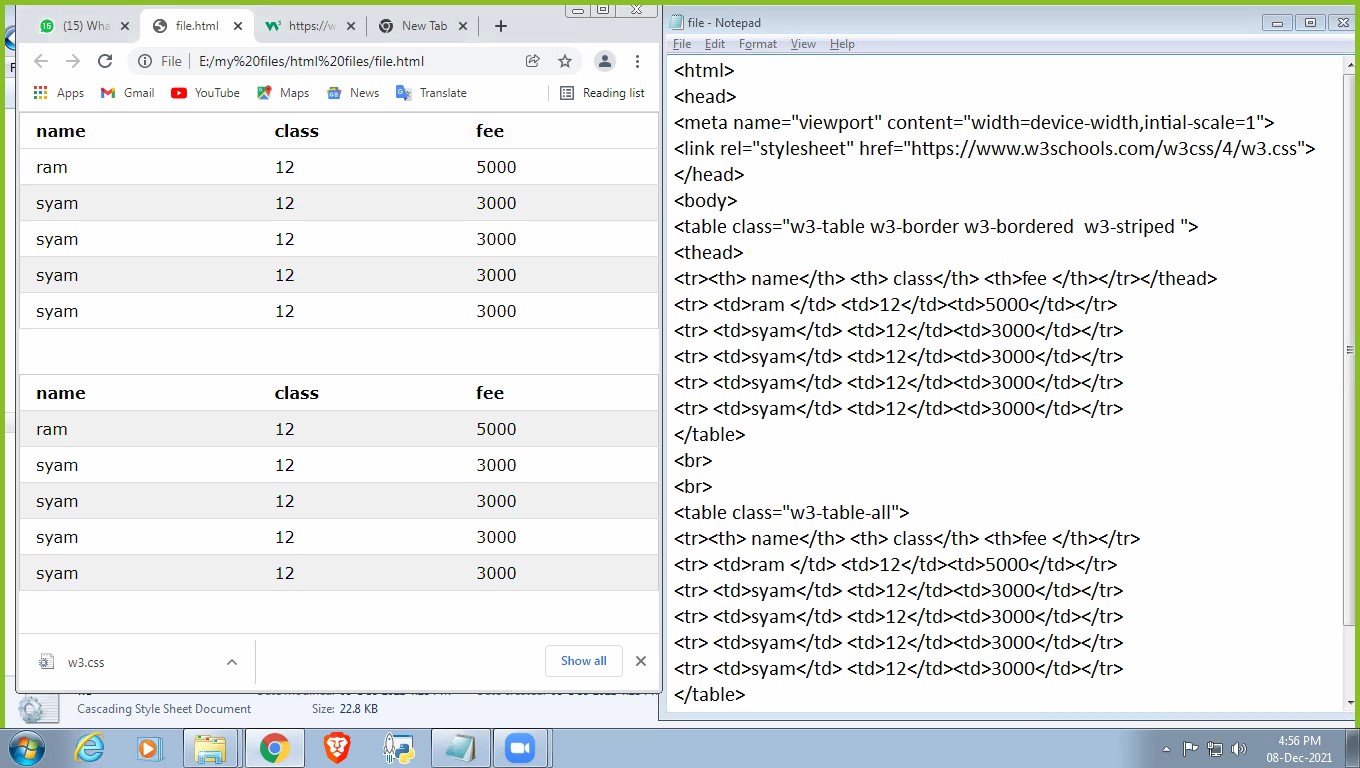 (15) Wha
file.html
https://w
New Tab
File
E:/my%20files/html%20files/file.html
Apps
Gmail
YouTube
Maps
News
Translate
Reading list
name class fee
ram 12 5000
syam 12 3000
syam 12 3000
syam 12 3000
syam 12 3000
name class fee
ram 12 5000
syam 12 3000
syam 12 3000
syam 12 3000
syam 12 3000
w3.css
Show all
Cascading Style Sheet Document
Size: 22.8 KB
file - Notepad
File Edit Format View Help
<html>
<head>
<meta name="viewport" content="width=device-width,intial-scale=1">
<link rel="stylesheet" href="https://www.w3schools.com/w3css/4/w3.css">
</head>
<body>
<table class="w3-table w3-border w3-bordered  w3-striped ">
<thead>
<tr><th> name</th> <th> class</th> <th>fee </th></tr></thead>
<tr> <td>ram </td> <td>12</td><td>5000</td></tr>
<tr> <td>syam</td> <td>12</td><td>3000</td></tr>
<tr> <td>syam</td> <td>12</td><td>3000</td></tr>
<tr> <td>syam</td> <td>12</td><td>3000</td></tr>
<tr> <td>syam</td> <td>12</td><td>3000</td></tr>
</table>
<br>
<br>
<table class="w3-table-all">
<tr><th> name</th> <th> class</th> <th>fee </th></tr>
<tr> <td>ram </td> <td>12</td><td>5000</td></tr>
<tr> <td>syam</td> <td>12</td><td>3000</td></tr>
<tr> <td>syam</td> <td>12</td><td>3000</td></tr>
<tr> <td>syam</td> <td>12</td><td>3000</td></tr>
<tr> <td>syam</td> <td>12</td><td>3000</td></tr>
</table>
4:56 PM
08-Dec-2021